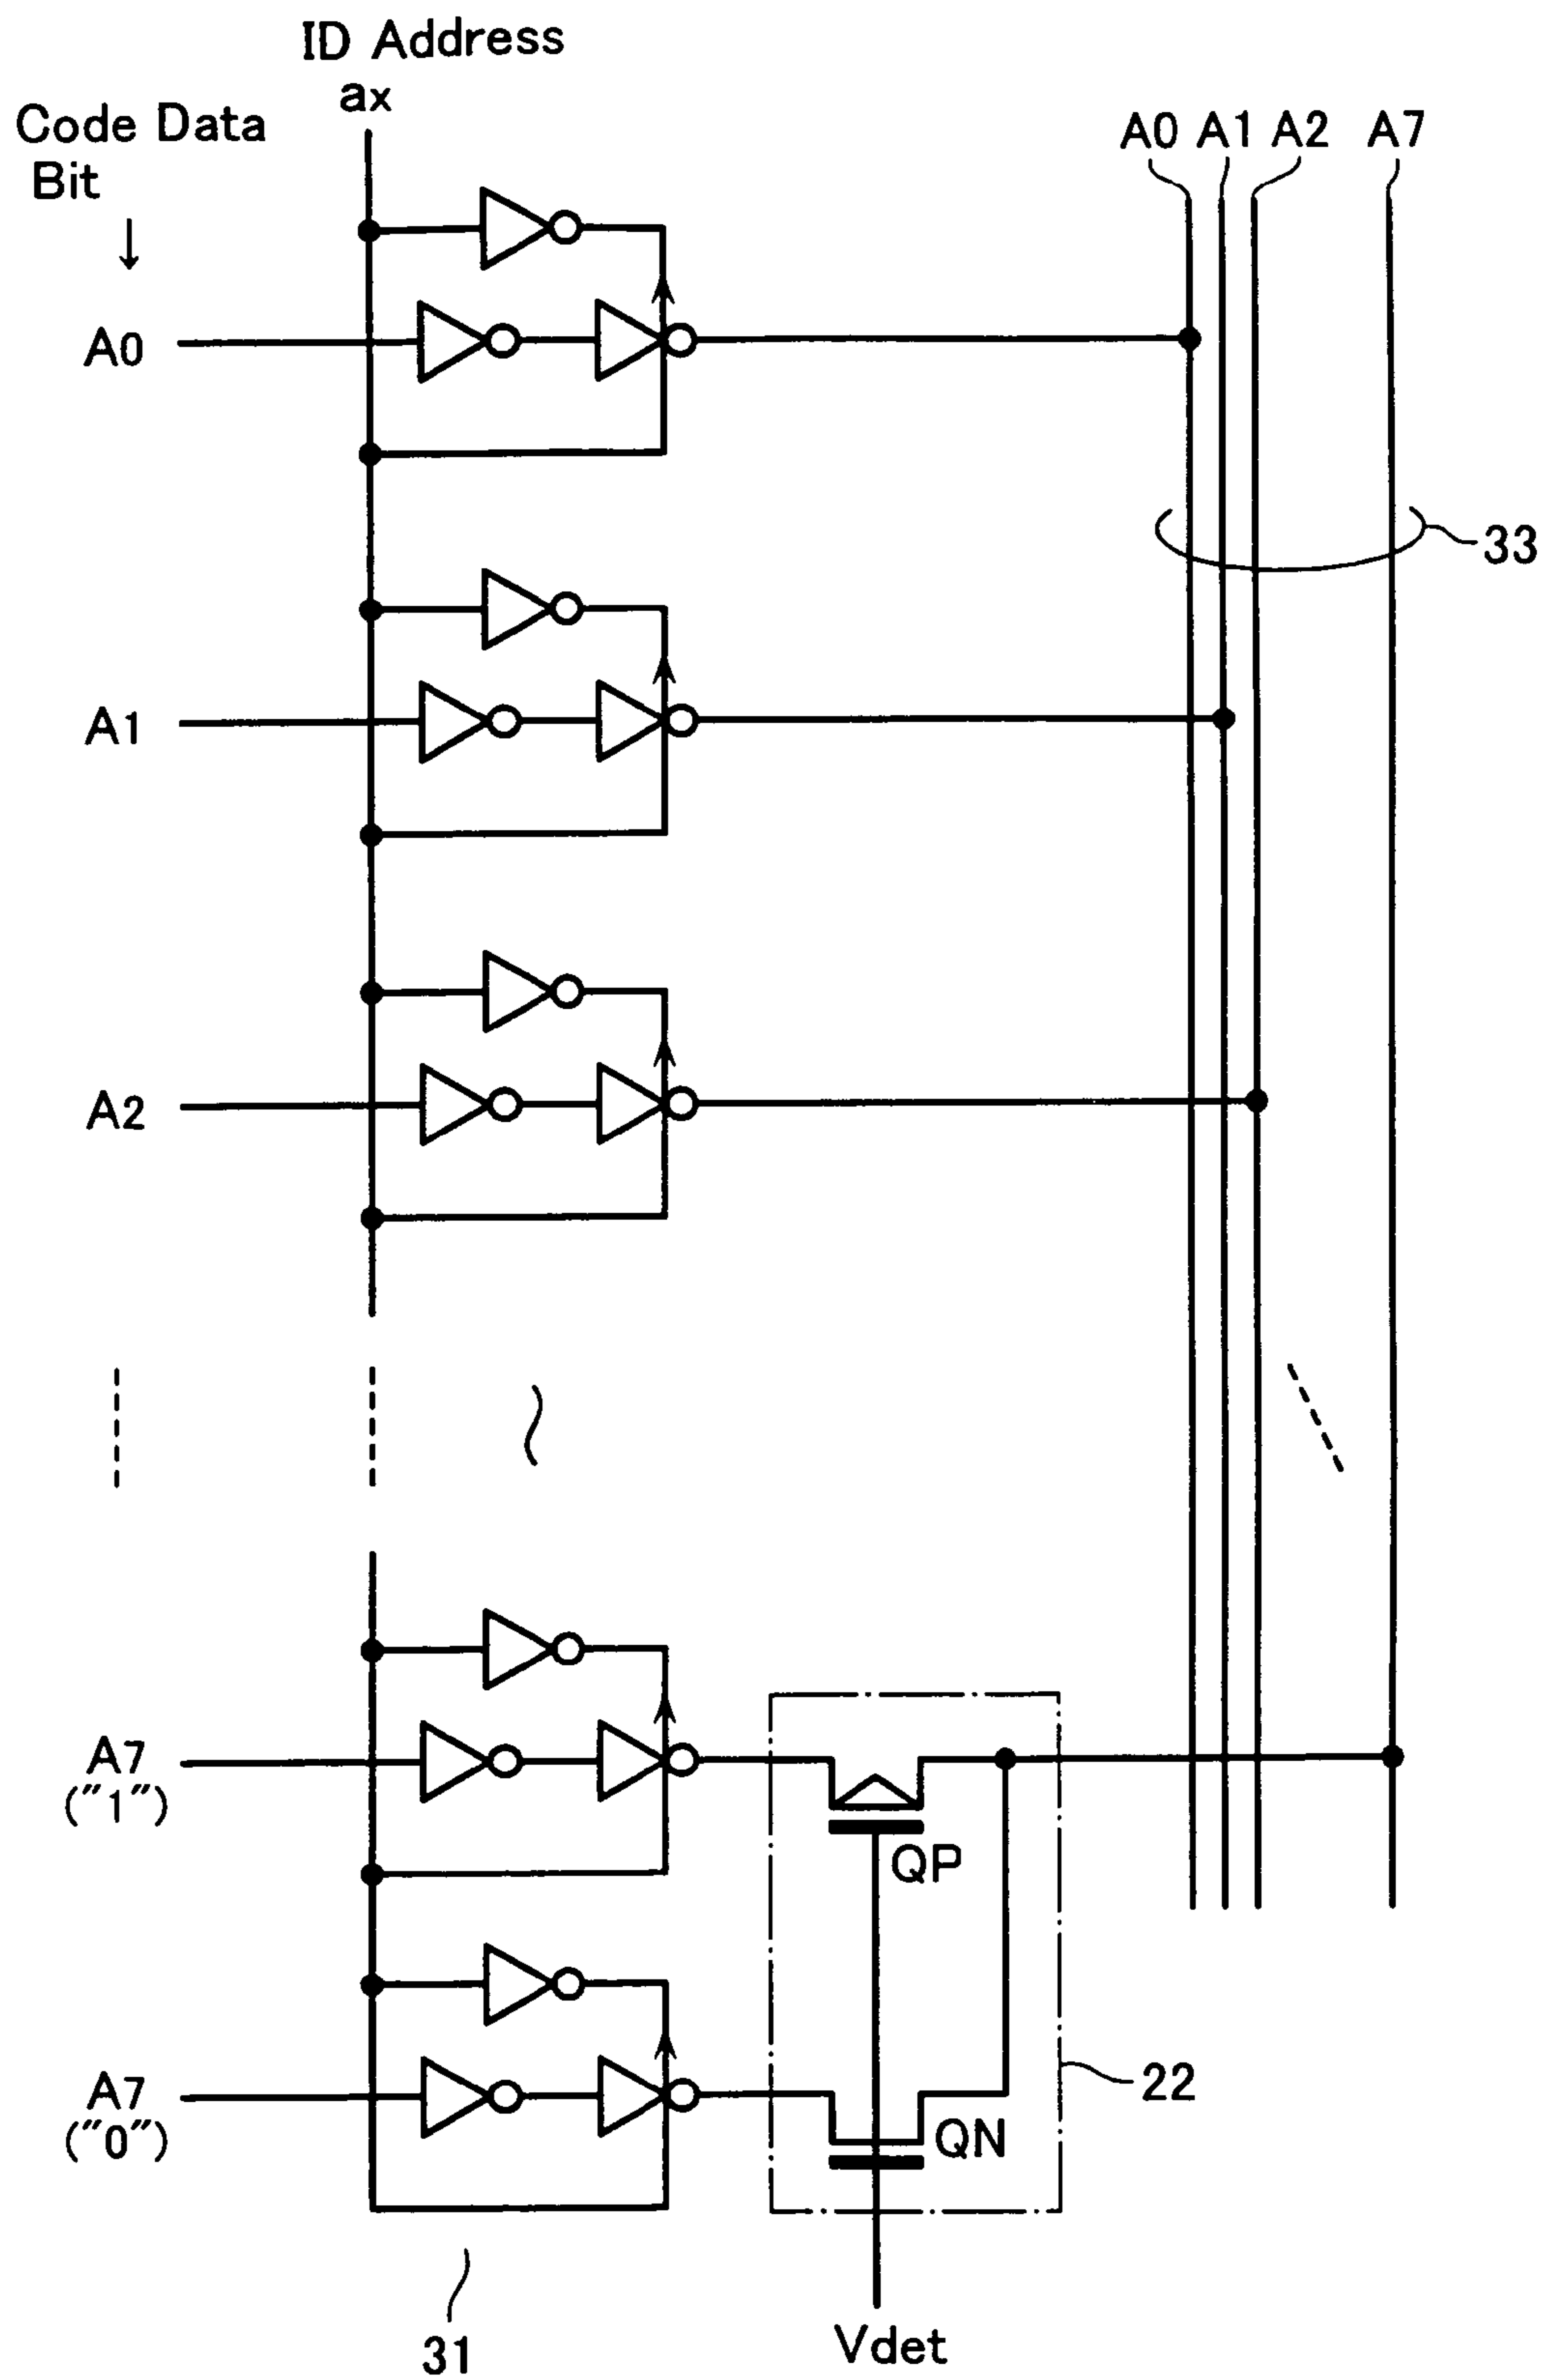 ID Address
ax
Code Data
Bit
A0 A1 A2 A7
A0
33
A1
A2
A7
("1")
QP
22
A7
("0")
QN
31
Vdet